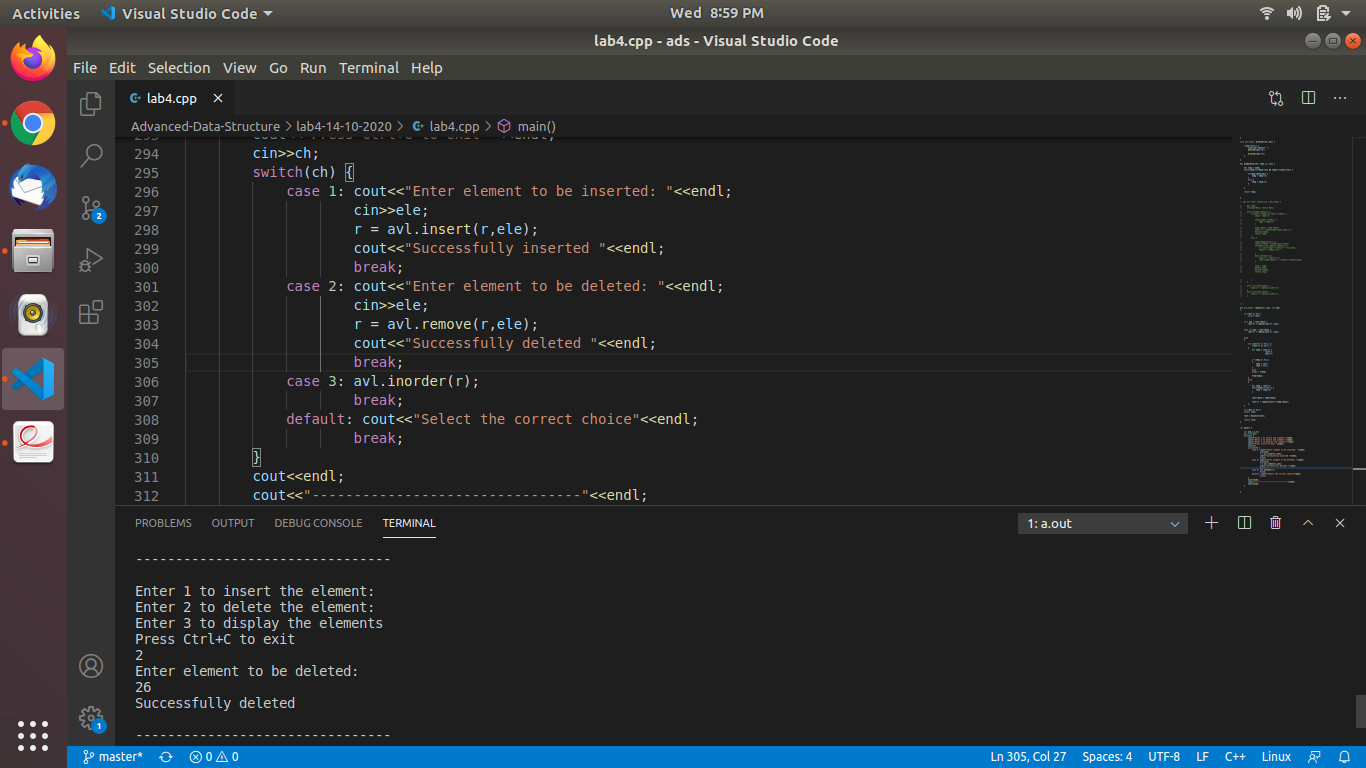 Activities Visual Studio Code Wed 8:59 PM
lab4.cpp - ads - Visual Studio Code
File Edit Selection View Go Run Terminal Help
lab4.cpp
Advanced-Data-Structure > lab4-14-10-2020 > lab4.cpp > main()
294 cin>>ch;
295 switch(ch) {
296 case 1: cout<<"Enter element to be inserted: "<<endl;
297 cin>>ele;
298 r = avl.insert(r,ele);
299 cout<<"Successfully inserted "<<endl;
300 break;
301 case 2: cout<<"Enter element to be deleted: "<<endl;
302 cin>>ele;
303 r = avl.remove(r,ele);
304 cout<<"Successfully deleted "<<endl;
305 break;
306 case 3: avl.inorder(r);
307 break;
308 default: cout<<"Select the correct choice"<<endl;
309 break;
310 }
311 cout<<endl;
312 cout<<"--------------------------------"<<endl;
2
PROBLEMS OUTPUT DEBUG CONSOLE TERMINAL 1: a.out
--------------------------------
Enter 1 to insert the element:
Enter 2 to delete the element:
Enter 3 to display the elements
Press Ctrl+C to exit
2
Enter element to be deleted:
26
Successfully deleted
--------------------------------
1
master* 0 0 Ln 305, Col 27 Spaces: 4 UTF-8 LF C++ Linux